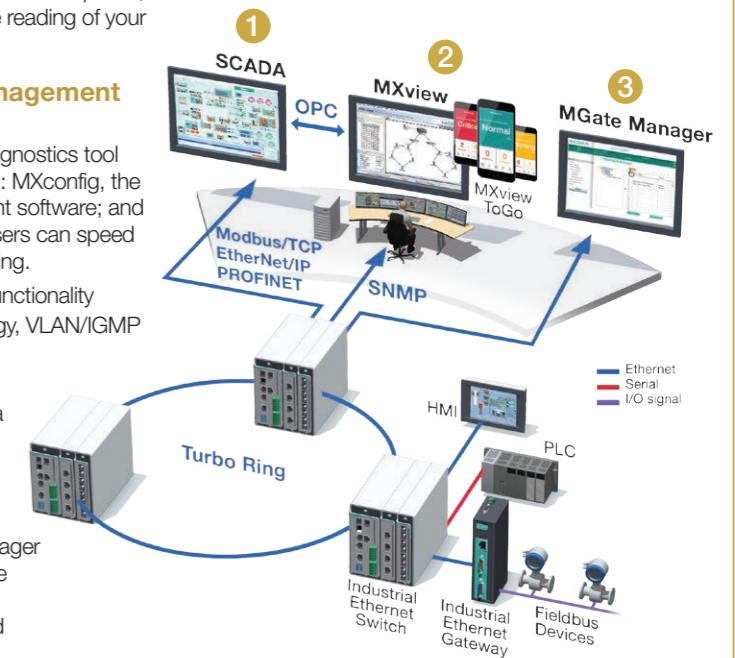 e reading of your
nagement
gnostics tool
: MXconfig, the
nt software; and
sers can speed
ng.
unctionality
gy, VLAN/IGMP
a
ager
e
d
1
SCADA
OPC
2
MXview
Critical
Normal
MXview
ToGo
3
MGate Manager
Modbus/TCP
EtherNet/IP
PROFINET
SNMP
Ethernet
Serial
I/O signal
HMI
PLC
Turbo Ring
Industrial
Ethernet
Switch
Industrial
Ethernet
Gateway
Fieldbus
Devices